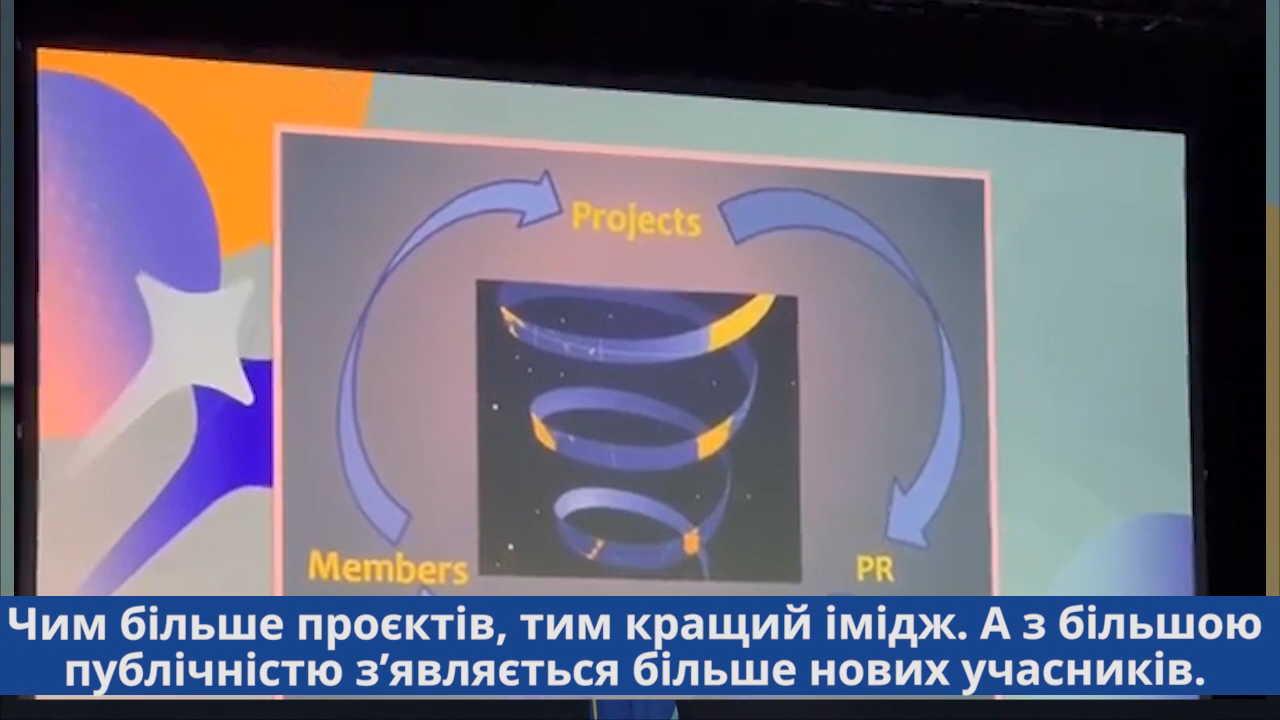 Projects
Members
PR
Чим більше проєктів, тим кращий імідж. А з більшою
публічністю з’являється більше нових учасників.